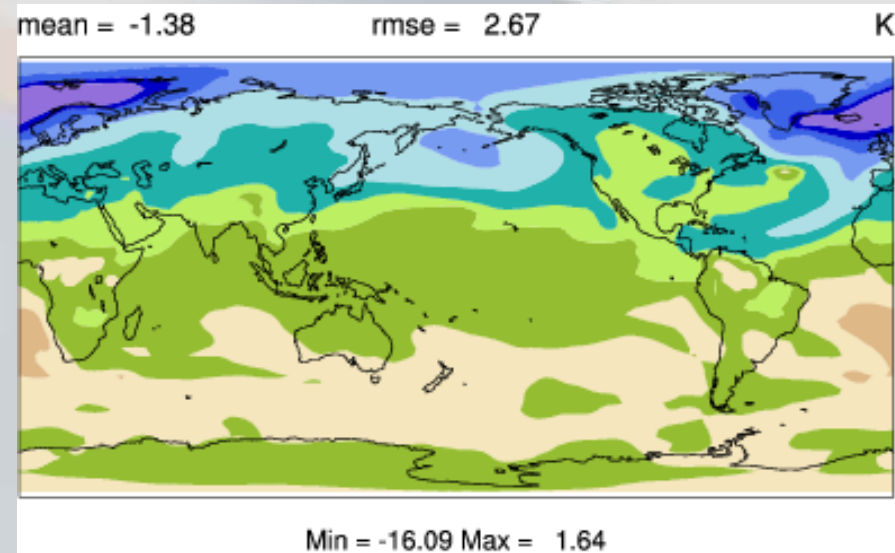 mean = -1.38 rmse = 2.67 K
Min = -16.09 Max = 1.64